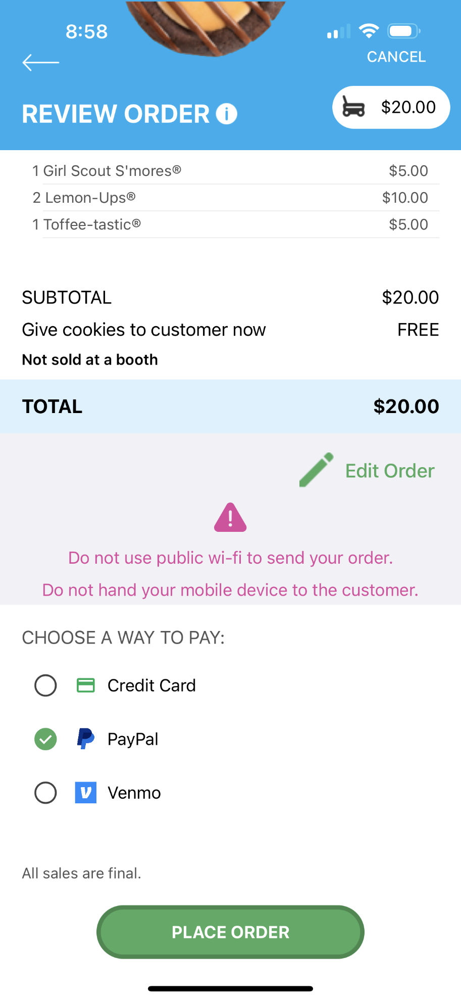 8:58
CANCEL
REVIEW ORDER i
$20.00
1 Girl Scout S'mores® $5.00
2 Lemon-Ups® $10.00
1 Toffee-tastic® $5.00
SUBTOTAL $20.00
Give cookies to customer now FREE
Not sold at a booth
TOTAL $20.00
Edit Order
Do not use public wi-fi to send your order.
Do not hand your mobile device to the customer.
CHOOSE A WAY TO PAY:
Credit Card
PayPal
Venmo
All sales are final.
PLACE ORDER